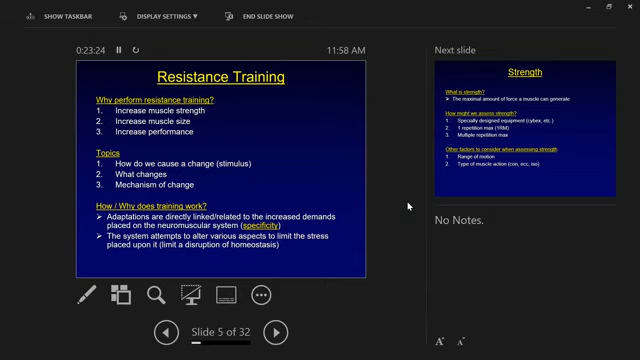 SHOW TASKBAR
DISPLAY SETTINGS ▼
END SLIDE SHOW
0:23:24
11:58 AM
Resistance Training
Why perform resistance training?
1. Increase muscle strength
2. Increase muscle size
3. Increase performance
Topics
1. How do we cause a change (stimulus)
2. What changes
3. Mechanism of change
How / Why does training work?
➢ Adaptations are directly linked/related to the increased demands
placed on the neuromuscular system (specificity)
➢ The system attempts to alter various aspects to limit the stress
placed upon it (limit a disruption of homeostasis)
Slide 5 of 32
Next slide
Strength
What is strength?
➢ The maximal amount of force a muscle can generate
How might we assess strength?
1. Specially designed equipment (cybex, etc.)
2. 1 repetition max (1RM)
3. Multiple repetition max
Other factors to consider when assessing strength
1. Range of motion
2. Type of muscle action (con, ecc, iso)
No Notes.
A A